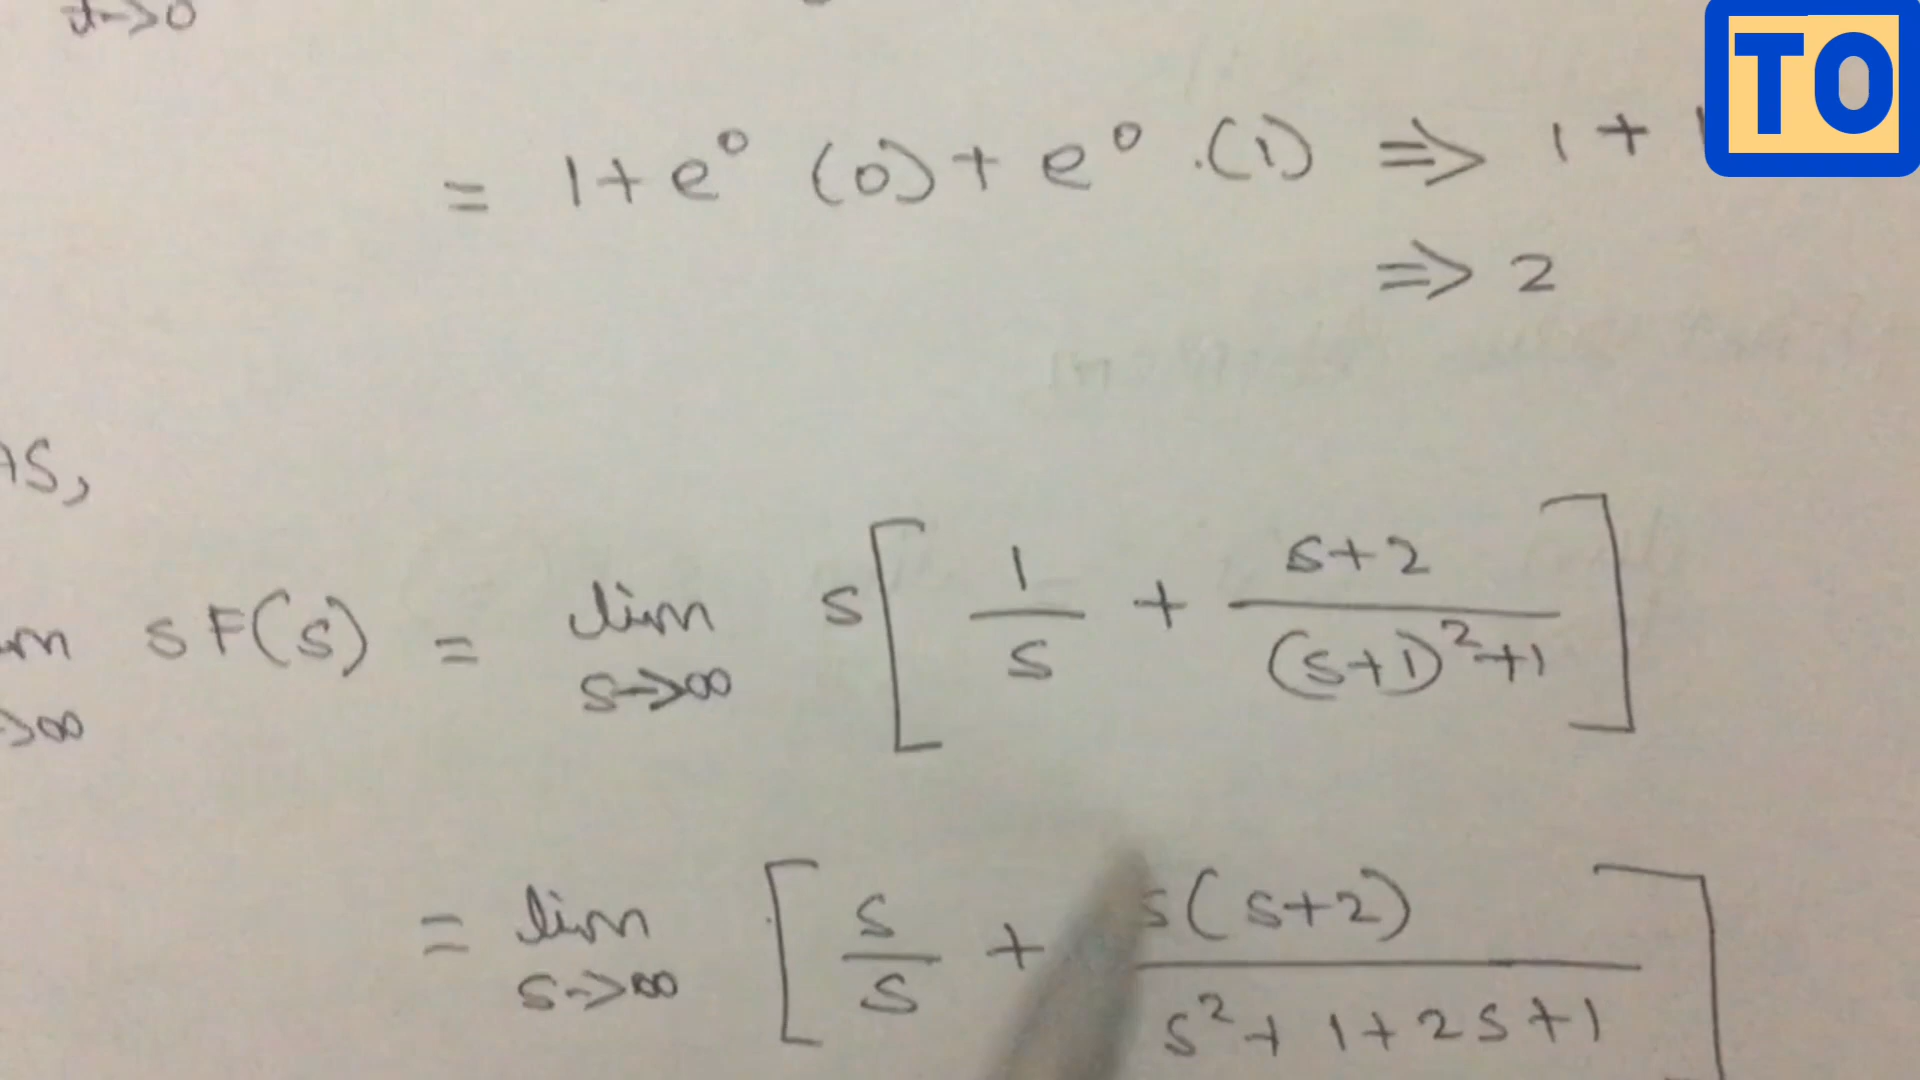 t->0
TO
= 1+e⁰ (0)+ e⁰ .(1) => 1 +
=> 2
s,
sF(s) = lim s->∞ s[ 1/s + s+2/(s+1)²+1 ]
->∞
= lim s->∞ [ s/s + s(s+2)/s²+1+2s+1 ]